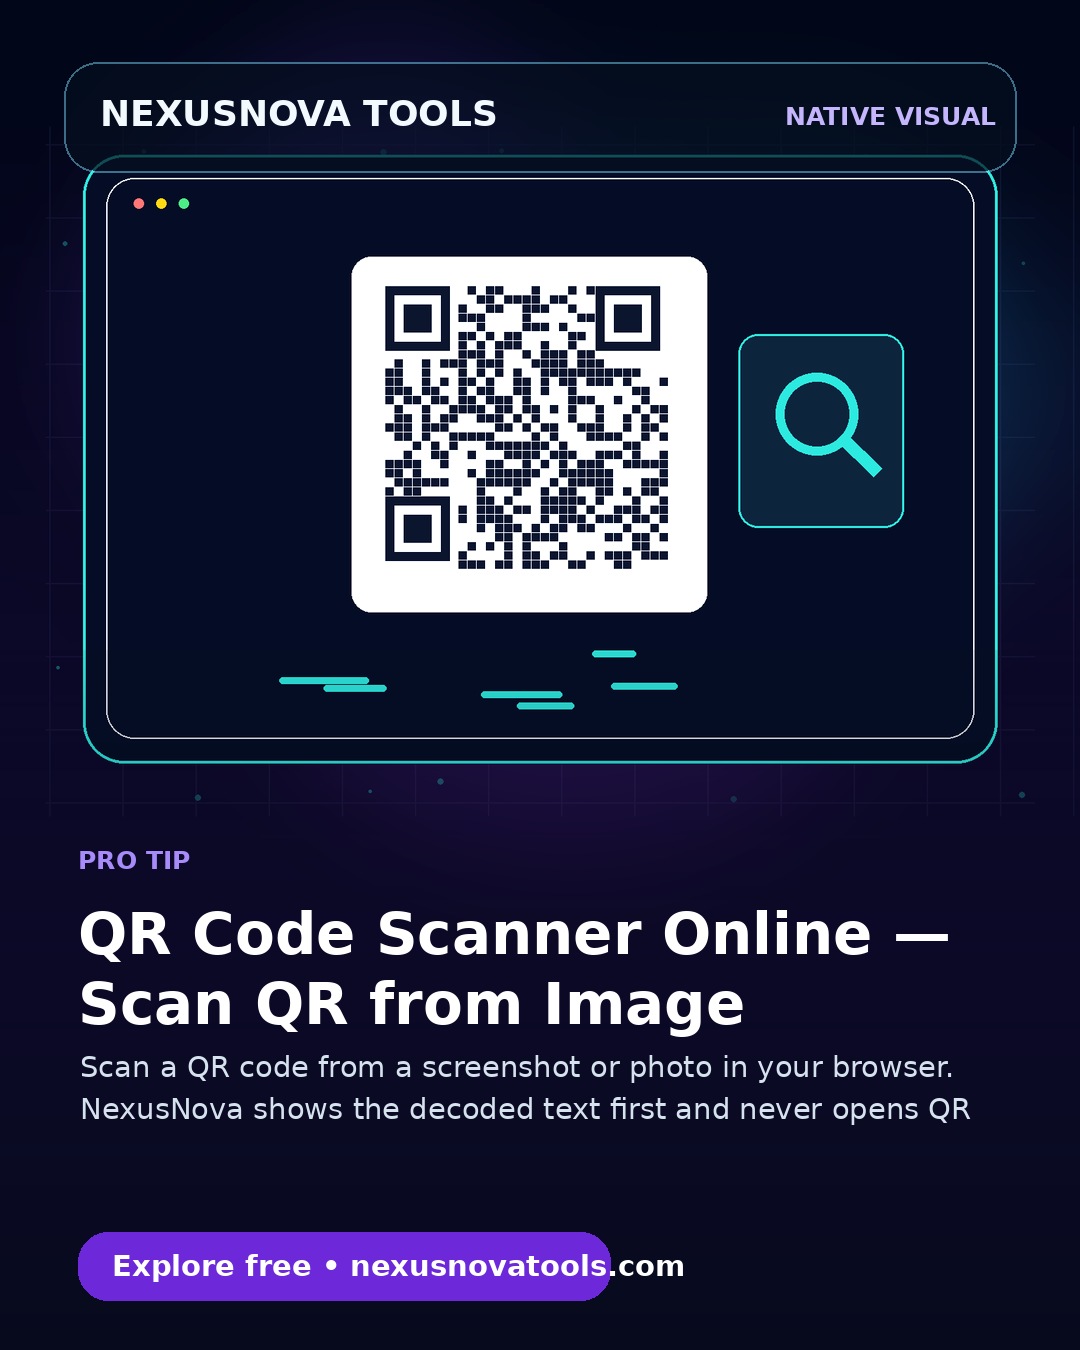 NEXUSNOVA TOOLS
NATIVE VISUAL
PRO TIP
QR Code Scanner Online —
Scan QR from Image
Scan a QR code from a screenshot or photo in your browser.
NexusNova shows the decoded text first and never opens QR
Explore free • nexusnovatools.com